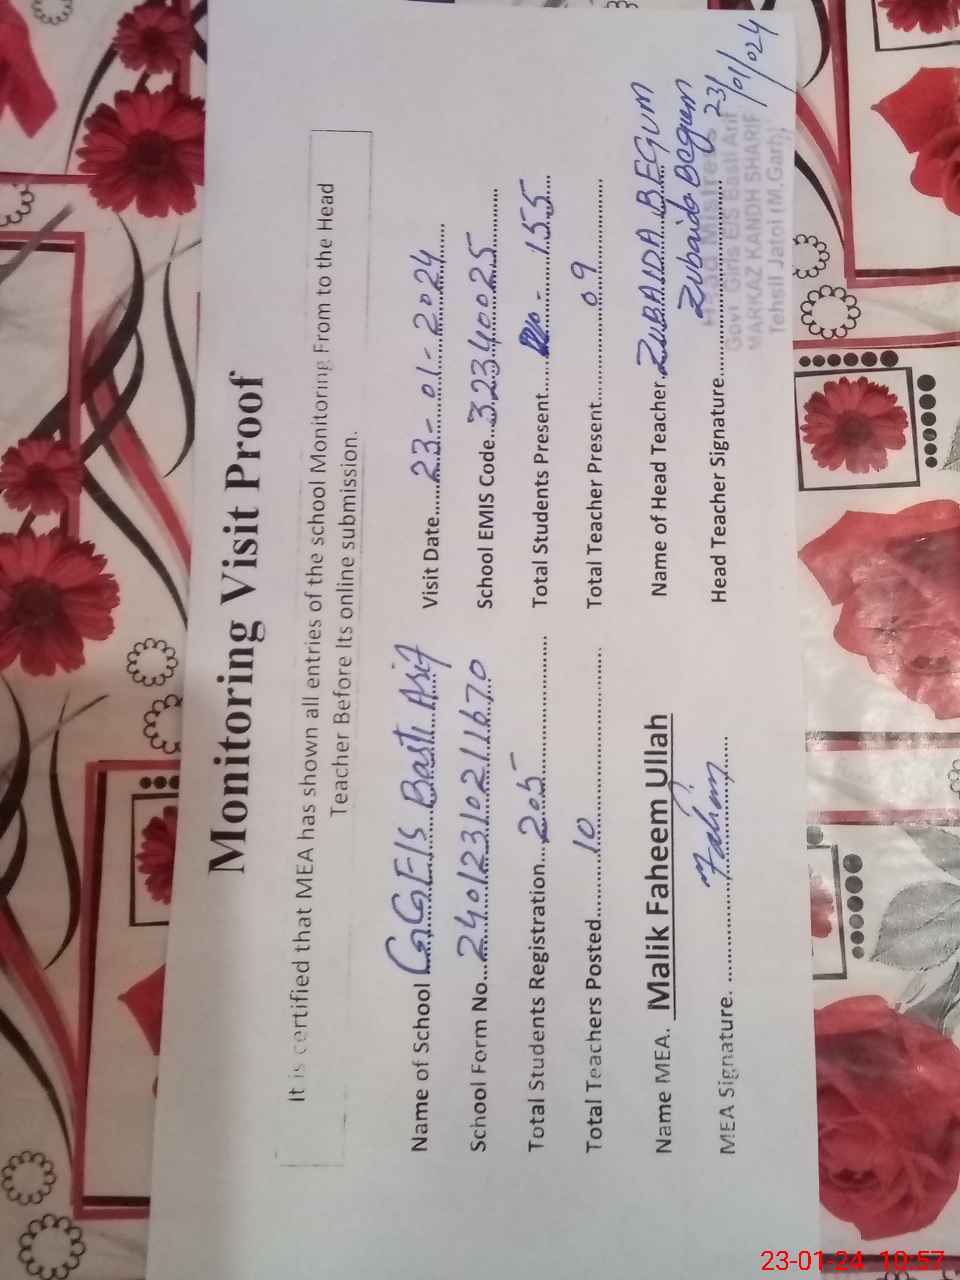 Monitoring Visit Proof
It is certified that MEA has shown all entries of the school Monitoring From to the Head
Teacher Before Its online submission.
Name of School GGEIS Basti Arif Visit Date 23-01-2024
School Form No. 24012310211670 School EMIS Code 32340025
Total Students Registration 205 Total Students Present 155
Total Teachers Posted 10 Total Teacher Present 09
Name MEA. Malik Faheem Ullah Name of Head Teacher ZUBAIDA BEGUM
MEA Signature. Fahim Head Teacher Signature Zubaida Begum 23/01/024
Head Mistress
Govt. Girls E/S Basti Arif
MARKAZ KANDH SHARIF
Tehsil Jatoi (M.Garh)
23-01-24 10:57